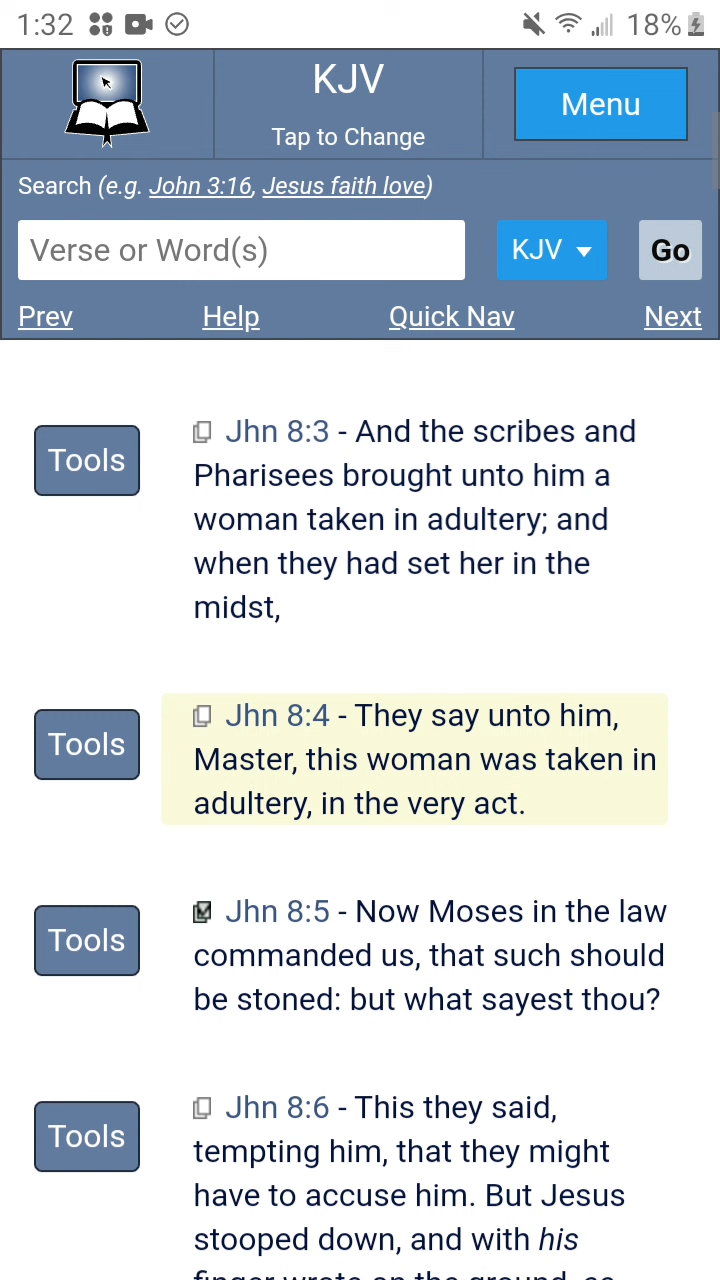 1:32 18%
KJV
Tap to Change
Menu
Search (e.g. John 3:16, Jesus faith love)
Verse or Word(s) KJV Go
Prev Help Quick Nav Next
Tools
Jhn 8:3 - And the scribes and
Pharisees brought unto him a
woman taken in adultery; and
when they had set her in the
midst,
Tools
Jhn 8:4 - They say unto him,
Master, this woman was taken in
adultery, in the very act.
Tools
Jhn 8:5 - Now Moses in the law
commanded us, that such should
be stoned: but what sayest thou?
Tools
Jhn 8:6 - This they said,
tempting him, that they might
have to accuse him. But Jesus
stooped down, and with his
finger wrote on the ground,